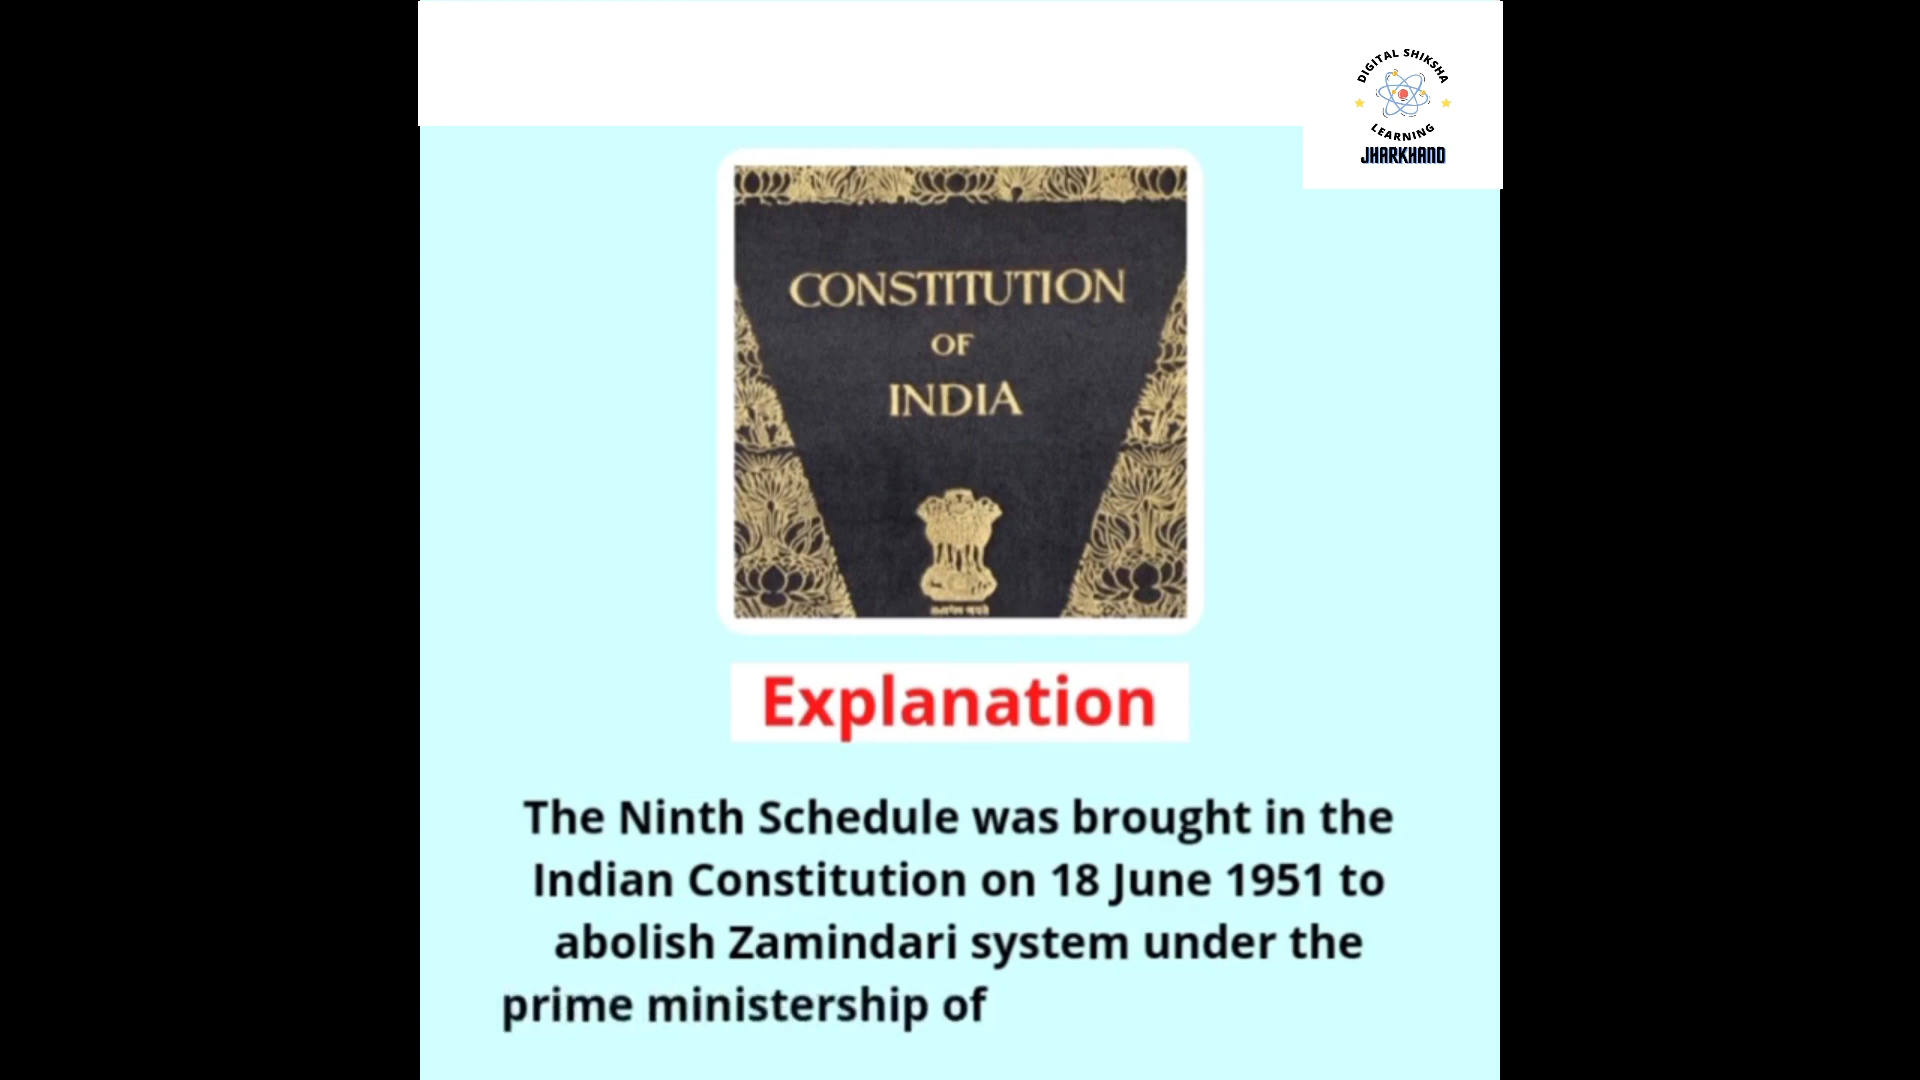 DIGITAL SHIKSHA
LEARNING
JHARKHAND
CONSTITUTION
OF
INDIA
Explanation
The Ninth Schedule was brought in the
Indian Constitution on 18 June 1951 to
abolish Zamindari system under the
prime ministership of